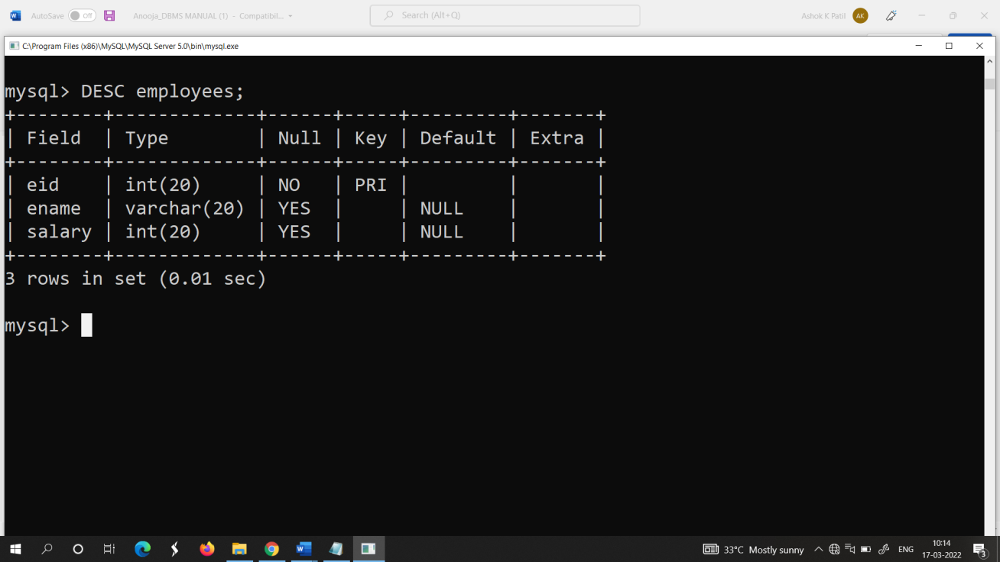 AutoSave Off Anooja_DBMS MANUAL (1) - Compatibil... Search (Alt+Q) Ashok K Patil AK
C:\Program Files (x86)\MySQL\MySQL Server 5.0\bin\mysql.exe
mysql> DESC employees;
+--------+-------------+------+-----+---------+-------+
| Field  | Type        | Null | Key | Default | Extra |
+--------+-------------+------+-----+---------+-------+
| eid    | int(20)     | NO   | PRI |         |       |
| ename  | varchar(20) | YES  |     | NULL    |       |
| salary | int(20)     | YES  |     | NULL    |       |
+--------+-------------+------+-----+---------+-------+
3 rows in set (0.01 sec)
mysql>
33°C Mostly sunny ENG 10:14
17-03-2022 3